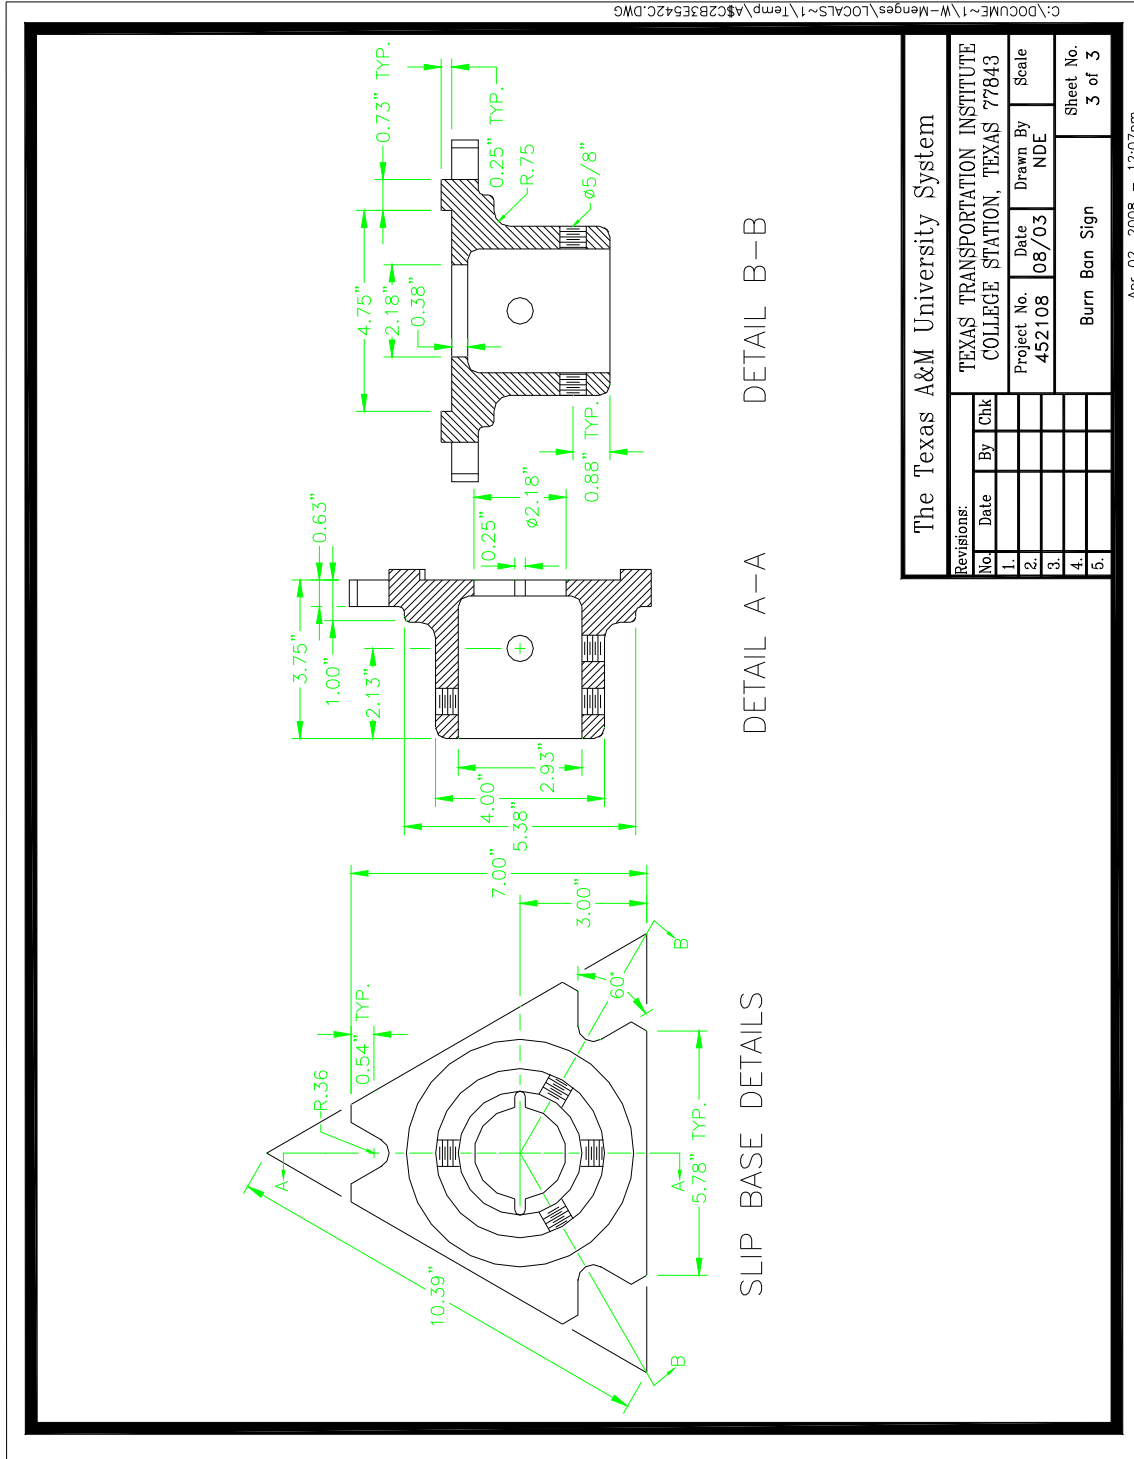 C:\DOCUME~1\W-Menges\LOCALS~1\Temp\A$C2B3E542C.DWG
10.39"
A
A
B
B
R.36
0.54" TYP.
60°
5.78" TYP.
3.00"
7.00"
SLIP BASE DETAILS
3.75"
0.63"
1.00"
2.13"
0.25"
ø2.18"
2.93"
4.00"
5.38"
DETAIL A-A
0.73" TYP.
4.75"
2.18"
0.38"
0.25" TYP.
R.75
ø5/8"
0.88" TYP.
DETAIL B-B
The Texas A&M University System
Revisions:
No. Date By Chk
1.
2.
3.
4.
5.
TEXAS TRANSPORTATION INSTITUTE
COLLEGE STATION, TEXAS 77843
Project No. Date Drawn By Scale
452108 08/03 NDE
Burn Ban Sign
Sheet No.
3 of 3
Apr 02, 2008 - 12:07pm